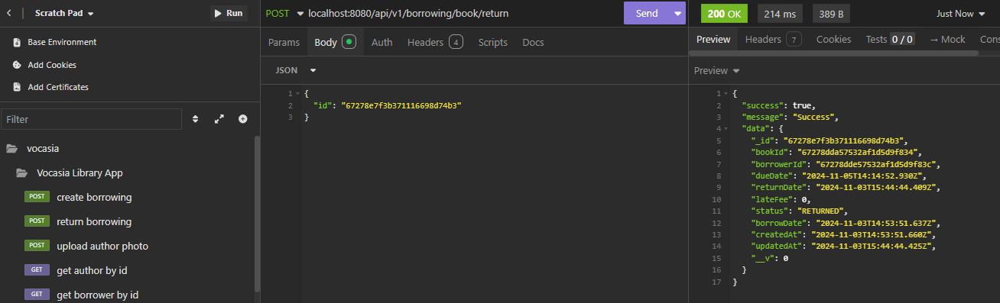 Scratch Pad
Run
Base Environment
Add Cookies
Add Certificates
Filter
vocasia
Vocasia Library App
POST create borrowing
POST return borrowing
POST upload author photo
GET get author by id
GET get borrower by id
POST localhost:8080/api/v1/borrowing/book/return Send
Params Body Auth Headers 4 Scripts Docs
JSON
1 {
2 "id": "67278e7f3b371116698d74b3"
3 }
200 OK 214 ms 389 B Just Now
Preview Headers 7 Cookies Tests 0 / 0 → Mock Cons
Preview
1 {
2 "success": true,
3 "message": "Success",
4 "data": {
5 "_id": "67278e7f3b371116698d74b3",
6 "bookId": "67278dda57532af1d5d9f834",
7 "borrowerId": "67278dde57532af1d5d9f83c",
8 "dueDate": "2024-11-05T14:14:52.930Z",
9 "returnDate": "2024-11-03T15:44:44.409Z",
10 "lateFee": 0,
11 "status": "RETURNED",
12 "borrowDate": "2024-11-03T14:53:51.637Z",
13 "createdAt": "2024-11-03T14:53:51.660Z",
14 "updatedAt": "2024-11-03T15:44:44.425Z",
15 "__v": 0
16 }
17 }